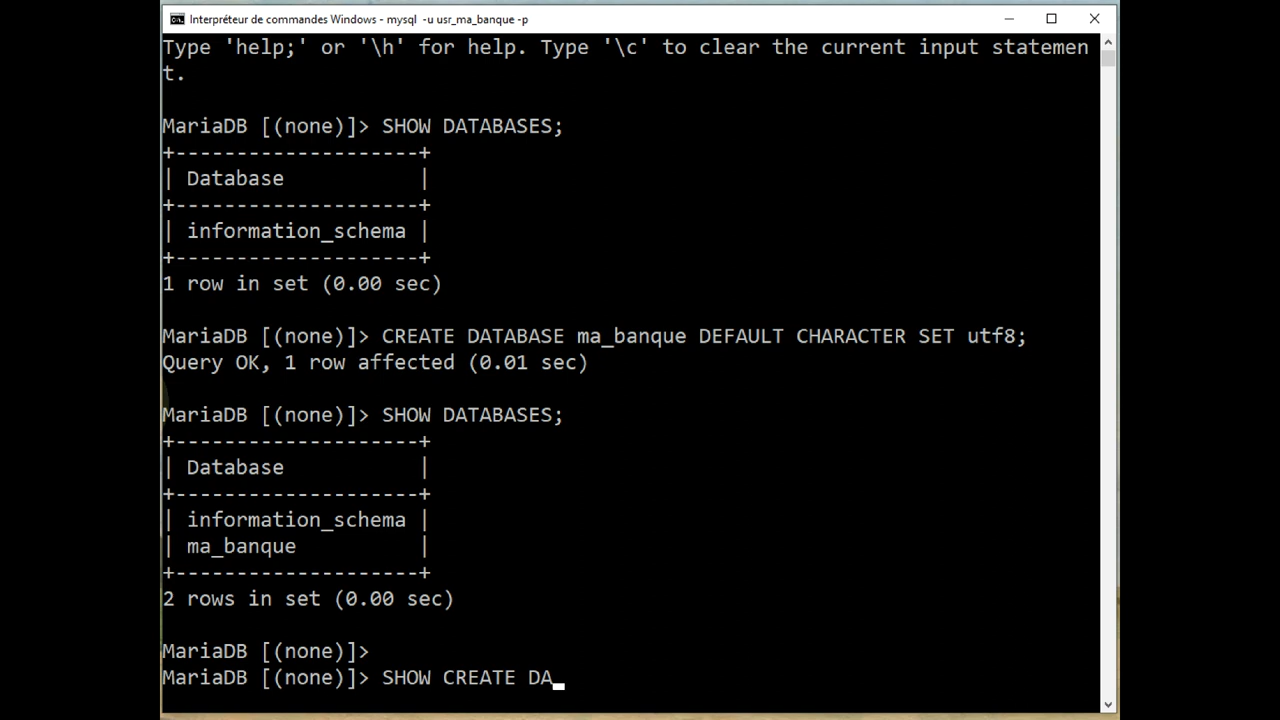 Interpréteur de commandes Windows - mysql -u usr_ma_banque -p
Type 'help;' or '\h' for help. Type '\c' to clear the current input statemen
t.
MariaDB [(none)]> SHOW DATABASES;
+--------------------+
| Database           |
+--------------------+
| information_schema |
+--------------------+
1 row in set (0.00 sec)
MariaDB [(none)]> CREATE DATABASE ma_banque DEFAULT CHARACTER SET utf8;
Query OK, 1 row affected (0.01 sec)
MariaDB [(none)]> SHOW DATABASES;
+--------------------+
| Database           |
+--------------------+
| information_schema |
| ma_banque          |
+--------------------+
2 rows in set (0.00 sec)
MariaDB [(none)]>
MariaDB [(none)]> SHOW CREATE DA